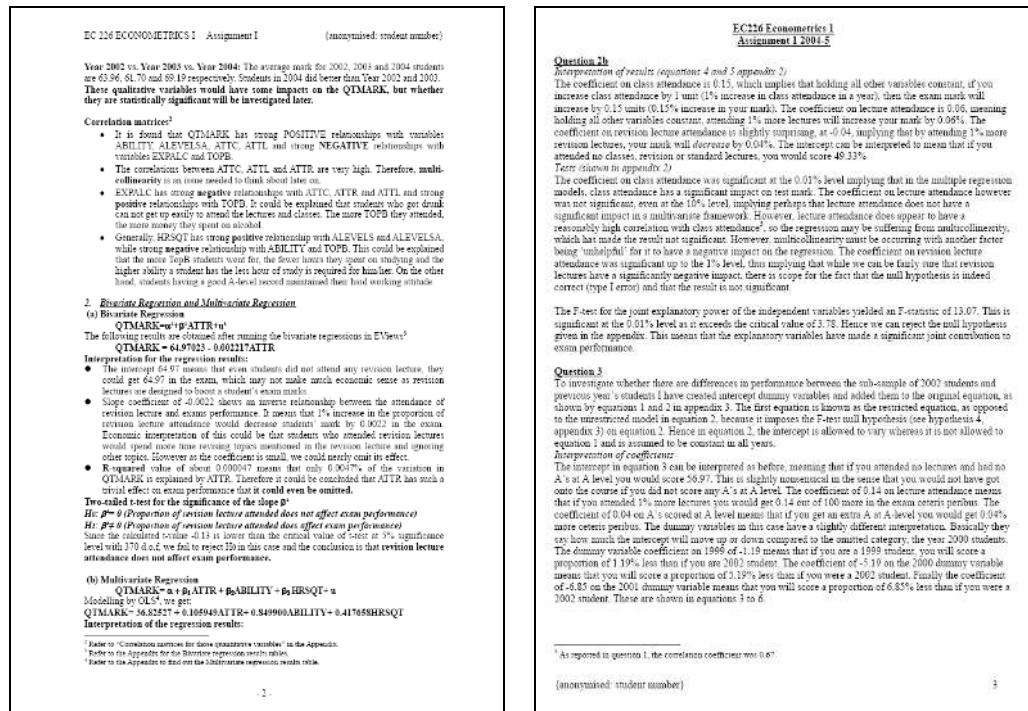 EC 226 ECONOMETRICS I Assignment I {anonymised: student number}
Year 2002 vs. Year 2003 vs. Year 2004: The average mark for 2002, 2003 and 2004 students
are 63.96, 61.70 and 69.19 respectively. Students in 2004 did better than Year 2002 and 2003.
These qualitative variables would have some impacts on the QTMARK, but whether
they are statistically significant will be investigated later.
Correlation matrices²
• It is found that QTMARK has strong POSITIVE relationships with variables
ABILITY, ALEVELSA, ATTC, ATTL and strong NEGATIVE relationships with
variables EXPALC and TOPB.
• The correlations between ATTC, ATTL and ATTR are very high. Therefore, multi-
collinearity is an issue needed to think about later on.
• EXPALC has strong negative relationships with ATTC, ATTR and ATTL and strong
positive relationships with TOPB. It could be explained that students who got drunk
can not get up easily to attend the lectures and classes. The more TOPB they attended,
the more money they spent on alcohol.
• Generally, HRSQT has strong positive relationship with ALEVELS and ALEVELSA,
while strong negative relationship with ABILITY and TOPB. This could be explained
that the more TopB students went for, the fewer hours they spent on studying and the
higher ability a student has the less hour of study is required for him/her. On the other
hand, students having a good A-level record maintained their hard working attitude.
2. Bivariate Regression and Multivariate Regression
(a) Bivariate Regression
QTMARK=α¹+β¹ATTR+u¹
The following results are obtained after running the bivariate regressions in EViews³
QTMARK = 64.97023 - 0.002217ATTR
Interpretation for the regression results:
● The intercept 64.97 means that even students did not attend any revision lecture, they
could get 64.97 in the exam, which may not make much economic sense as revision
lectures are designed to boost a student's exam marks.
● Slope coefficient of -0.0022 shows an inverse relationship between the attendance of
revision lecture and exams performance. It means that 1% increase in the proportion of
revision lecture attendance would decrease students' mark by 0.0022 in the exam.
Economic interpretation of this could be that students who attended revision lectures
would spend more time revising topics mentioned in the revision lecture and ignoring
other topics. However as the coefficient is small, we could nearly omit its effect.
● R-squared value of about 0.000047 means that only 0.0047% of the variation in
QTMARK is explained by ATTR. Therefore it could be concluded that ATTR has such a
trivial effect on exam performance that it could even be omitted.
Two-tailed t-test for the significance of the slope β¹
H₀: β¹= 0 (Proportion of revision lecture attended does not affect exam performance)
H₁: β¹≠ 0 (Proportion of revision lecture attended does affect exam performance)
Since the calculated t-value -0.13 is lower than the critical value of t-test at 5% significance
level with 370 d.o.f, we fail to reject H0 in this case and the conclusion is that revision lecture
attendance does not affect exam performance.
(b) Multivariate Regression
QTMARK= α + β₁ ATTR + β₂ABILITY + β₃ HRSQT+ u
Modelling by OLS⁴, we get:
QTMARK= 36.82527 + 0.105949ATTR+ 0.849900ABILITY+ 0.417658HRSQT
Interpretation of the regression results:
² Refer to "Correlation matrices for those quantitative variables" in the Appendix.
³ Refer to the Appendix for the Bivariate regression results tables.
⁴ Refer to the Appendix to find out the Multivariate regression results table.
- 2 -
EC226 Econometrics 1
Assignment 1 2004-5
Question 2b
Interpretation of results (equations 4 and 5 appendix 2)
The coefficient on class attendance is 0.15, which implies that holding all other variables constant, if you
increase class attendance by 1 unit (1% increase in class attendance in a year), then the exam mark will
increase by 0.15 units (0.15% increase in your mark). The coefficient on lecture attendance is 0.06, meaning
holding all other variables constant, attending 1% more lectures will increase your mark by 0.06%. The
coefficient on revision lecture attendance is slightly surprising, at -0.04, implying that by attending 1% more
revision lectures, your mark will decrease by 0.04%. The intercept can be interpreted to mean that if you
attended no classes, revision or standard lectures, you would score 49.33%
Tests (shown in appendix 2)
The coefficient on class attendance was significant at the 0.01% level implying that in the multiple regression
models, class attendance has a significant impact on test mark. The coefficient on lecture attendance however
was not significant, even at the 10% level, implying perhaps that lecture attendance does not have a
significant impact in a multivariate framework. However, lecture attendance does appear to have a
reasonably high correlation with class attendance⁵, so the regression may be suffering from multicollinearity,
which has made the result not significant. However, multicollinearity must be occurring with another factor
being 'unhelpful' for it to have a negative impact on the regression. The coefficient on revision lecture
attendance was significant up to the 1% level, thus implying that while we can be fairly sure that revision
lectures have a significantly negative impact, there is scope for the fact that the null hypothesis is indeed
correct (type I error) and that the result is not significant.
The F-test for the joint explanatory power of the independent variables yielded an F-statistic of 13.07. This is
significant at the 0.01% level as it exceeds the critical value of 3.78. Hence we can reject the null hypothesis
given in the appendix. This means that the explanatory variables have made a significant joint contribution to
exam performance.
Question 3
To investigate whether there are differences in performance between the sub-sample of 2002 students and
previous year's students I have created intercept dummy variables and added them to the original equation, as
shown by equations 1 and 2 in appendix 3. The first equation is known as the restricted equation, as opposed
to the unrestricted model in equation 2, because it imposes the F-test null hypothesis (see hypothesis 4,
appendix 3) on equation 2. Hence in equation 2, the intercept is allowed to vary whereas it is not allowed to
equation 1 and is assumed to be constant in all years.
Interpretation of coefficients
The intercept in equation 3 can be interpreted as before, meaning that if you attended no lectures and had no
A's at A level you would score 56.97. This is slightly nonsensical in the sense that you would not have got
onto the course if you did not score any A's at A level. The coefficient of 0.14 on lecture attendance means
that if you attended 1% more lectures you would get 0.14 out of 100 more in the exam ceteris peribus. The
coefficient of 0.04 on A's scored at A level means that if you get an extra A at A-level you would get 0.04%
more ceteris peribus. The dummy variables in this case have a slightly different interpretation. Basically they
say how much the intercept will move up or down compared to the omitted category, the year 2000 students.
The dummy variable coefficient on 1999 of -1.19 means that if you are a 1999 student, you will score a
proportion of 1.19% less than if you are 2002 student. The coefficient of -5.19 on the 2000 dummy variable
means that you will score a proportion of 5.19% less than if you were a 2002 student. Finally the coefficient
of -6.85 on the 2001 dummy variable means that you will score a proportion of 6.85% less than if you were a
2002 student. These are shown in equations 3 to 6.
⁵ As reported in question 1, the correlation coefficient was 0.67.
{anonymised: student number} 3